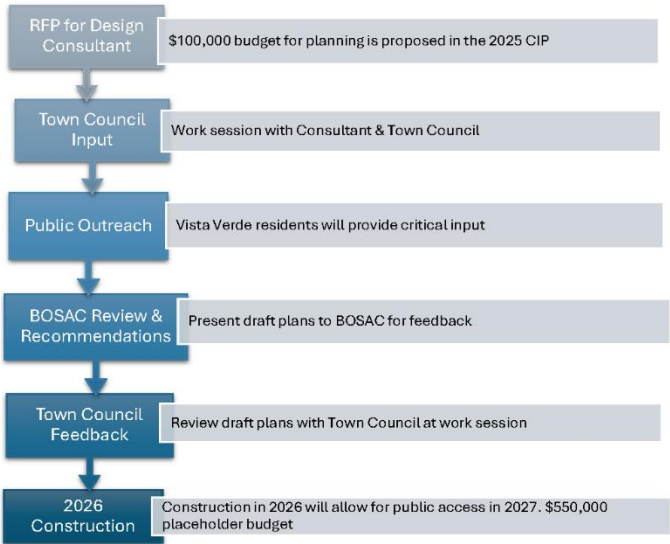 RFP for Design
Consultant
$100,000 budget for planning is proposed in the 2025 CIP
Town Council
Input
Work session with Consultant & Town Council
Public Outreach
Vista Verde residents will provide critical input
BOSAC Review &
Recommendations
Present draft plans to BOSAC for feedback
Town Council
Feedback
Review draft plans with Town Council at work session
2026
Construction
Construction in 2026 will allow for public access in 2027. $550,000
placeholder budget